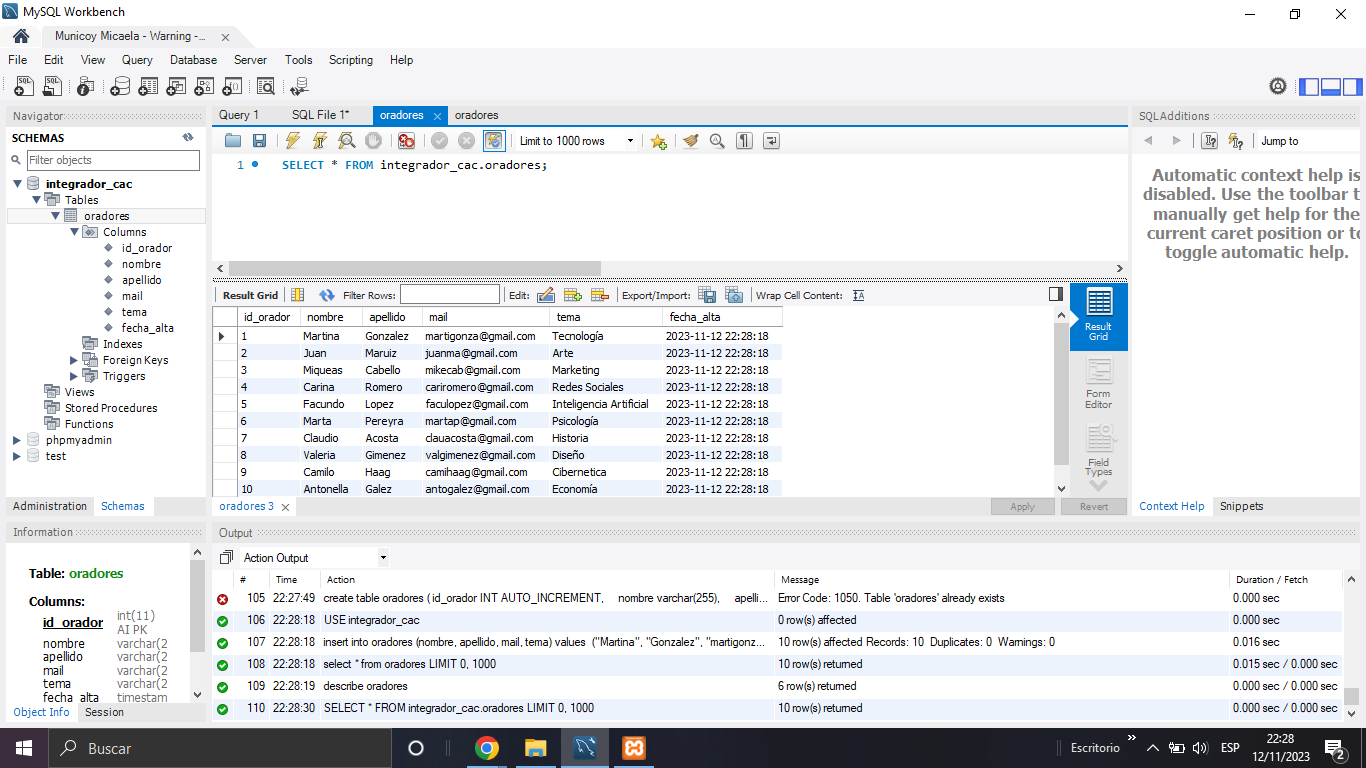 MySQL Workbench
Municoy Micaela - Warning -...
File Edit View Query Database Server Tools Scripting Help
Navigator
SCHEMAS
Filter objects
integrador_cac
Tables
oradores
Columns
id_orador
nombre
apellido
mail
tema
fecha_alta
Indexes
Foreign Keys
Triggers
Views
Stored Procedures
Functions
phpmyadmin
test
Administration Schemas
Information
Table: oradores
Columns:
id_orador int(11)
AI PK
nombre varchar(2
apellido varchar(2
mail varchar(2
tema varchar(2
fecha_alta timestam
Object Info Session
Query 1 SQL File 1* oradores oradores
Limit to 1000 rows
1 SELECT * FROM integrador_cac.oradores;
Result Grid Filter Rows: Edit: Export/Import: Wrap Cell Content:
id_orador nombre apellido mail tema fecha_alta
1 Martina Gonzalez martigonza@gmail.com Tecnología 2023-11-12 22:28:18
2 Juan Maruiz juanma@gmail.com Arte 2023-11-12 22:28:18
3 Miqueas Cabello mikecab@gmail.com Marketing 2023-11-12 22:28:18
4 Carina Romero cariromero@gmail.com Redes Sociales 2023-11-12 22:28:18
5 Facundo Lopez faculopez@gmail.com Inteligencia Artificial 2023-11-12 22:28:18
6 Marta Pereyra martap@gmail.com Psicología 2023-11-12 22:28:18
7 Claudio Acosta clauacosta@gmail.com Historia 2023-11-12 22:28:18
8 Valeria Gimenez valgimenez@gmail.com Diseño 2023-11-12 22:28:18
9 Camilo Haag camihaag@gmail.com Cibernetica 2023-11-12 22:28:18
10 Antonella Galez antogalez@gmail.com Economía 2023-11-12 22:28:18
Result
Grid
Form
Editor
Field
Types
oradores 3 Apply Revert
SQLAdditions
Jump to
Automatic context help is
disabled. Use the toolbar t
manually get help for the
current caret position or to
toggle automatic help.
Context Help Snippets
Output
Action Output
# Time Action Message Duration / Fetch
105 22:27:49 create table oradores ( id_orador INT AUTO_INCREMENT, nombre varchar(255), apelli... Error Code: 1050. Table 'oradores' already exists 0.000 sec
106 22:28:18 USE integrador_cac 0 row(s) affected 0.000 sec
107 22:28:18 insert into oradores (nombre, apellido, mail, tema) values ("Martina", "Gonzalez", "martigonz... 10 row(s) affected Records: 10 Duplicates: 0 Warnings: 0 0.016 sec
108 22:28:18 select * from oradores LIMIT 0, 1000 10 row(s) returned 0.015 sec / 0.000 sec
109 22:28:19 describe oradores 6 row(s) returned 0.000 sec / 0.000 sec
110 22:28:30 SELECT * FROM integrador_cac.oradores LIMIT 0, 1000 10 row(s) returned 0.000 sec / 0.000 sec
Buscar
Escritorio
ESP
22:28
12/11/2023
2